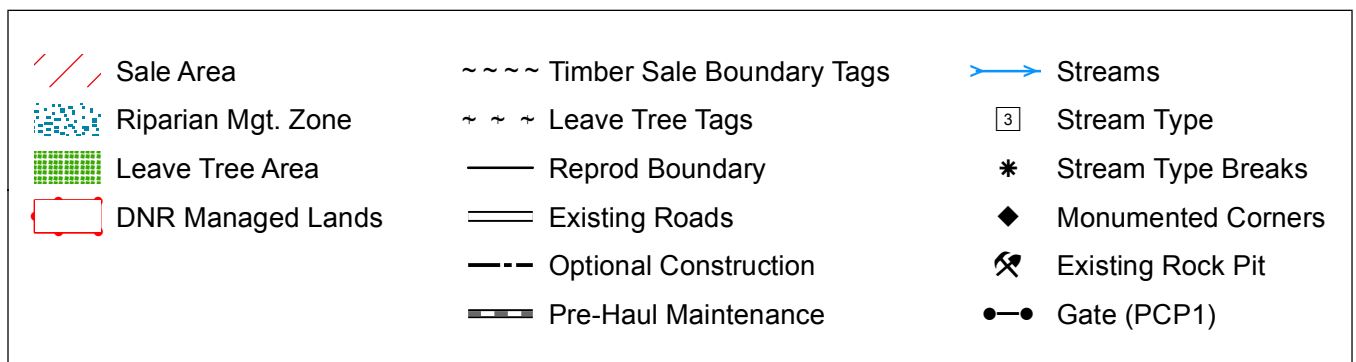 Sale Area
Riparian Mgt. Zone
Leave Tree Area
DNR Managed Lands
Timber Sale Boundary Tags
Leave Tree Tags
Reprod Boundary
Existing Roads
Optional Construction
Pre-Haul Maintenance
Streams
3 Stream Type
Stream Type Breaks
Monumented Corners
Existing Rock Pit
Gate (PCP1)